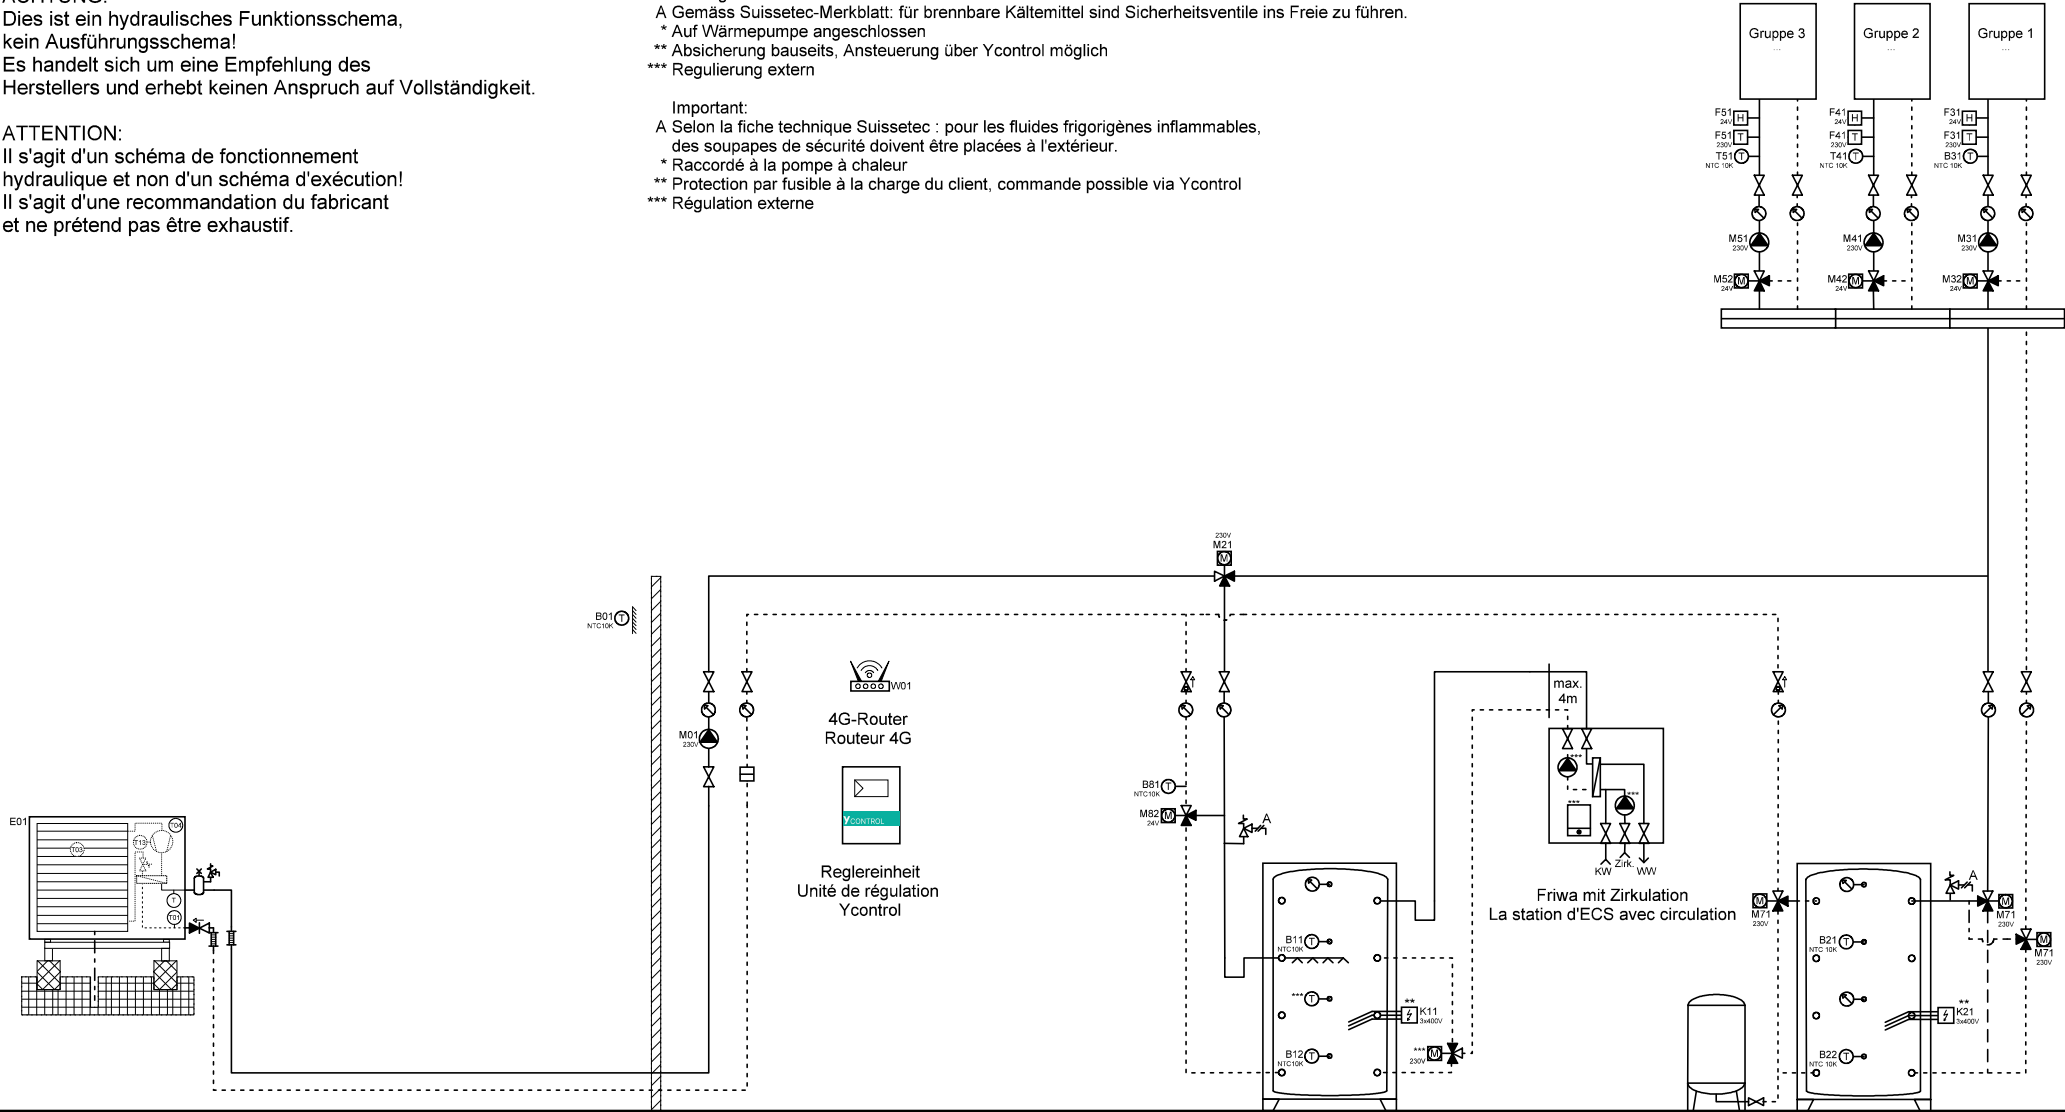 ACHTUNG:
Dies ist ein hydraulisches Funktionsschema,
kein Ausführungsschema!
Es handelt sich um eine Empfehlung des
Herstellers und erhebt keinen Anspruch auf Vollständigkeit.
ATTENTION:
Il s'agit d'un schéma de fonctionnement
hydraulique et non d'un schéma d'exécution!
Il s'agit d'une recommandation du fabricant
et ne prétend pas être exhaustif.
A Gemäss Suissetec-Merkblatt: für brennbare Kältemittel sind Sicherheitsventile ins Freie zu führen.
* Auf Wärmepumpe angeschlossen
** Absicherung bauseits, Ansteuerung über Ycontrol möglich
*** Regulierung extern
Important:
A Selon la fiche technique Suissetec : pour les fluides frigorigènes inflammables,
des soupapes de sécurité doivent être placées à l'extérieur.
* Raccordé à la pompe à chaleur
** Protection par fusible à la charge du client, commande possible via Ycontrol
*** Régulation externe
Gruppe 3
...
Gruppe 2
...
Gruppe 1
...
F51 H
24V
F51 T
230V
T51 T
NTC 10K
M51
230V
M52 M
24V
F41 H
24V
F41 T
230V
T41 T
NTC 10K
M41
230V
M42 M
24V
F31 H
24V
F31 T
230V
B31 T
NTC 10K
M31
230V
M32 M
24V
230V
M21
M
B01 T
NTC10K
W01
4G-Router
Routeur 4G
M01
230V
YCONTROL
Reglereinheit
Unité de régulation
Ycontrol
E01
T03
T13
T04
T
T01
B81 T
NTC10K
M82 M
24V
A
B11 T
NTC10K
*** T
B12 T
NTC10K
**
K11
3x400V
*** M
230V
max.
4m
***
***
***
KW
Zirk.
WW
Friwa mit Zirkulation
La station d'ECS avec circulation
M
M71
230V
A
M
M71
230V
M
M71
230V
B21 T
NTC 10K
B22 T
NTC 10K
**
K21
3x400V